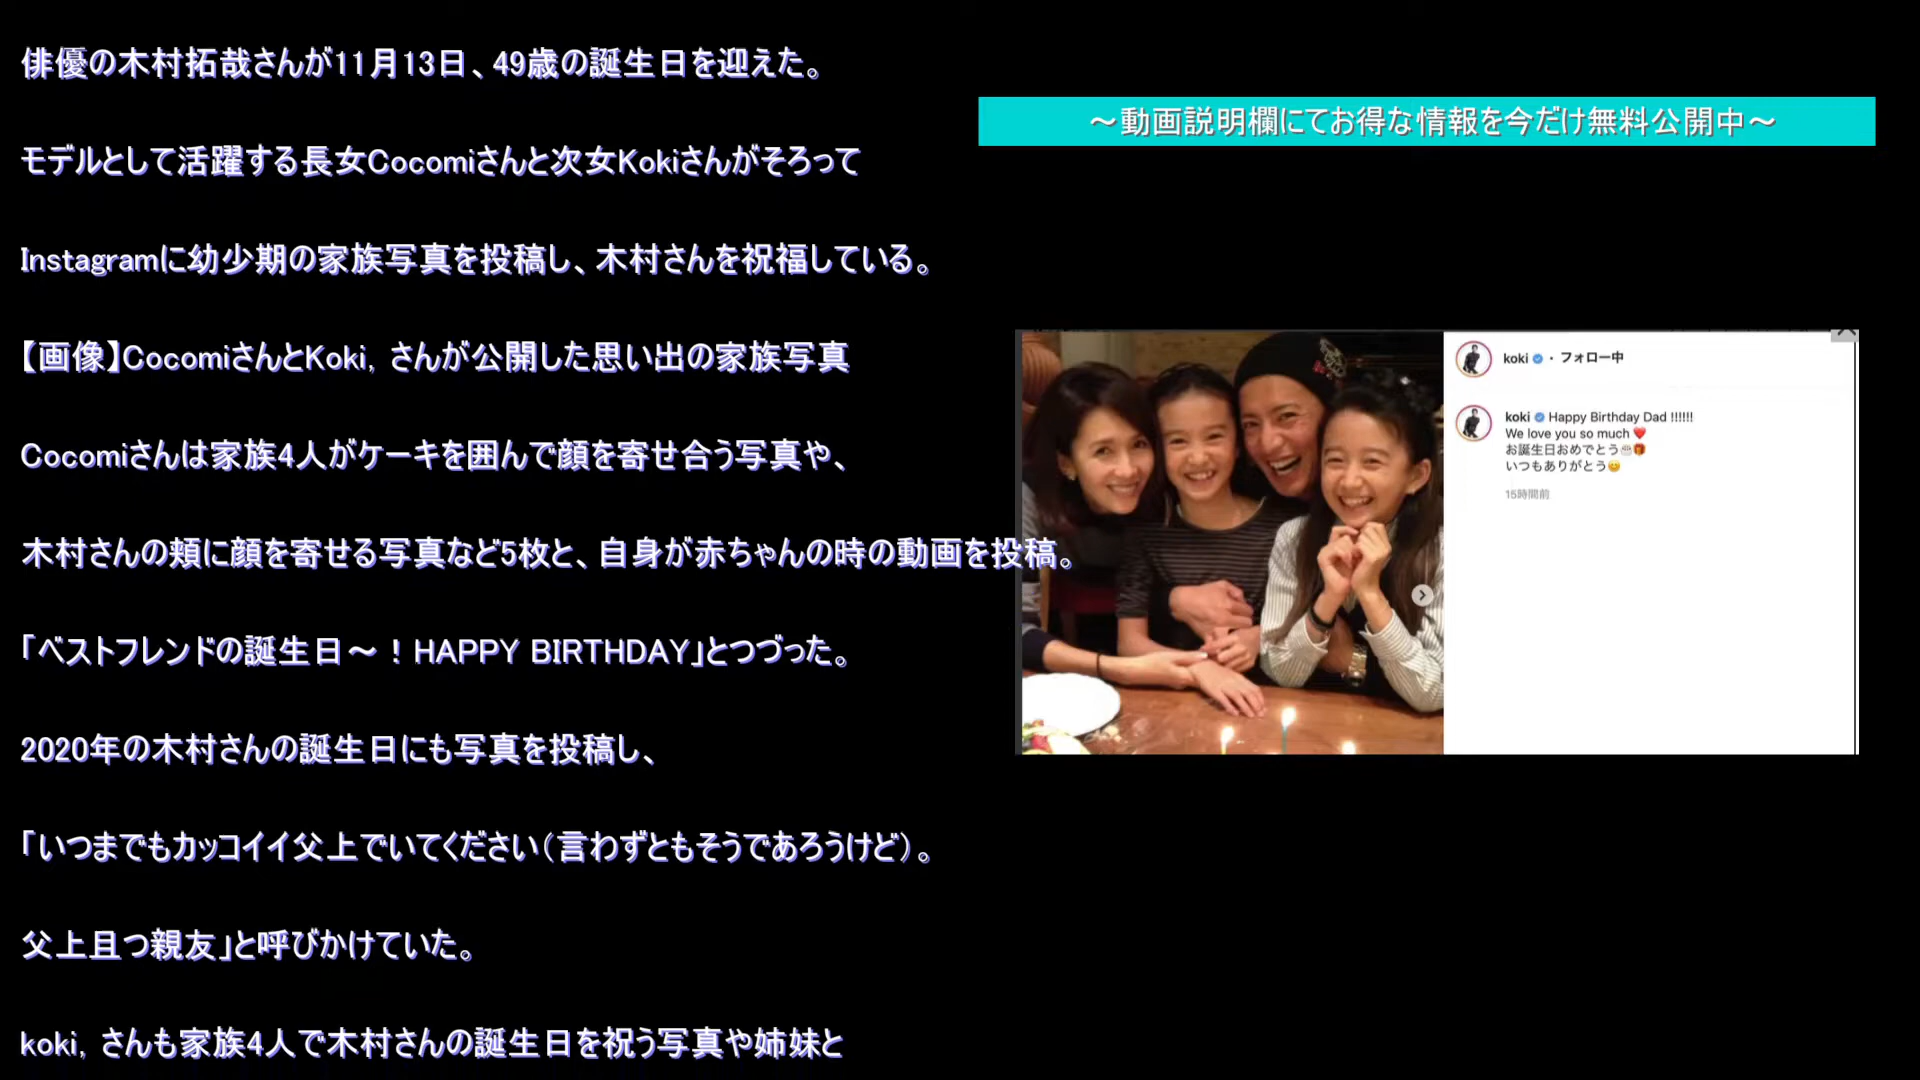 俳優の木村拓哉さんが11月13日、49歳の誕生日を迎えた。
モデルとして活躍する長女Cocomiさんと次女Kokiさんがそろって
Instagramに幼少期の家族写真を投稿し、木村さんを祝福している。
【画像】CocomiさんとKoki, さんが公開した思い出の家族写真
Cocomiさんは家族4人がケーキを囲んで顔を寄せ合う写真や、
木村さんの頬に顔を寄せる写真など5枚と、自身が赤ちゃんの時の動画を投稿。
「ベストフレンドの誕生日～！HAPPY BIRTHDAY」とつづった。
2020年の木村さんの誕生日にも写真を投稿し、
「いつまでもカッコイイ父上でいてください（言わずともそうであろうけど）。
父上且つ親友」と呼びかけていた。
koki, さんも家族4人で木村さんの誕生日を祝う写真や姉妹と
～動画説明欄にてお得な情報を今だけ無料公開中～
koki • フォロー中
koki Happy Birthday Dad !!!!!!
We love you so much ❤️
お誕生日おめでとう🎂🎁
いつもありがとう😊
15時間前